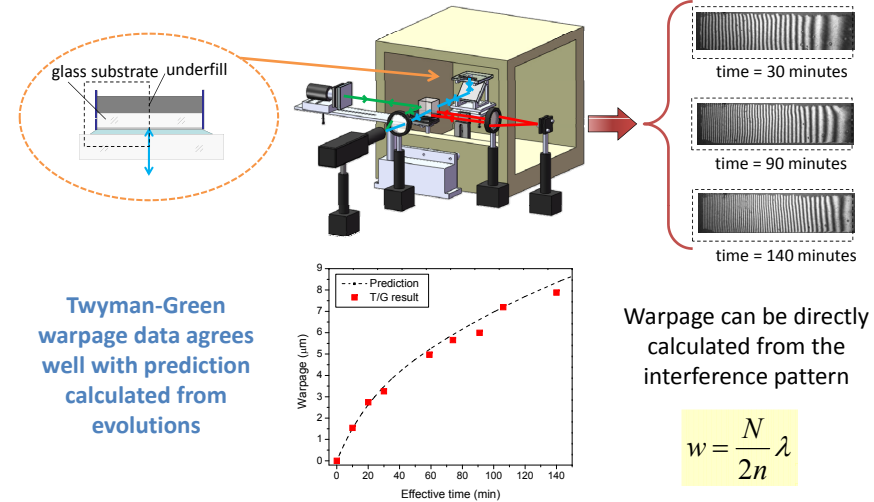 glass substrate
underfill
time = 30 minutes
time = 90 minutes
time = 140 minutes
Twyman-Green
warpage data agrees
well with prediction
calculated from
evolutions
9
8
7
6
5
4
3
2
1
0
Warpage (μm)
Prediction
T/G result
0 20 40 60 80 100 120 140
Effective time (min)
Warpage can be directly
calculated from the
interference pattern
w = N/2n λ